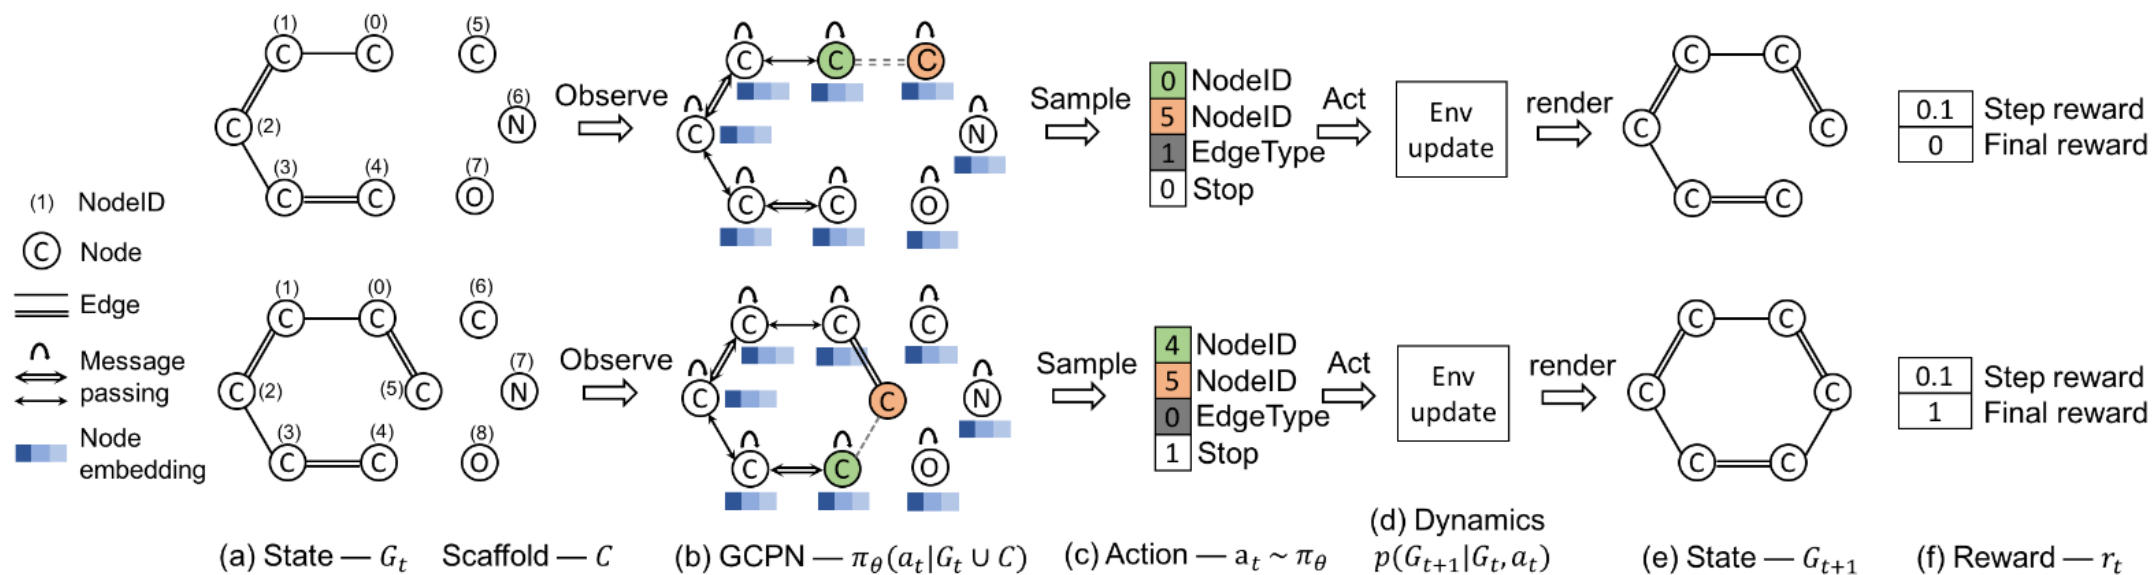 (1) (0) (5)
C C C
(6)
Observe
C (2) N
(3) (4) (7)
C C O
C C C
C N
C C O
Sample
0 NodeID
5 NodeID
1 EdgeType
0 Stop
Act
Env
update
render
C C
C C
C C
0.1 Step reward
0 Final reward
(1) NodeID
C Node
Edge
Message
passing
Node
embedding
(1) (0) (6)
C C C
(7)
Observe
C (2) (5) C N
(3) (4) (8)
C C O
C C C
C C N
C C O
Sample
4 NodeID
5 NodeID
0 EdgeType
1 Stop
Act
Env
update
render
C C
C C
C C
0.1 Step reward
1 Final reward
(a) State — G_t Scaffold — C
(b) GCPN — π_θ(a_t|G_t ∪ C)
(c) Action — a_t ~ π_θ
(d) Dynamics
p(G_{t+1}|G_t, a_t)
(e) State — G_{t+1}
(f) Reward — r_t